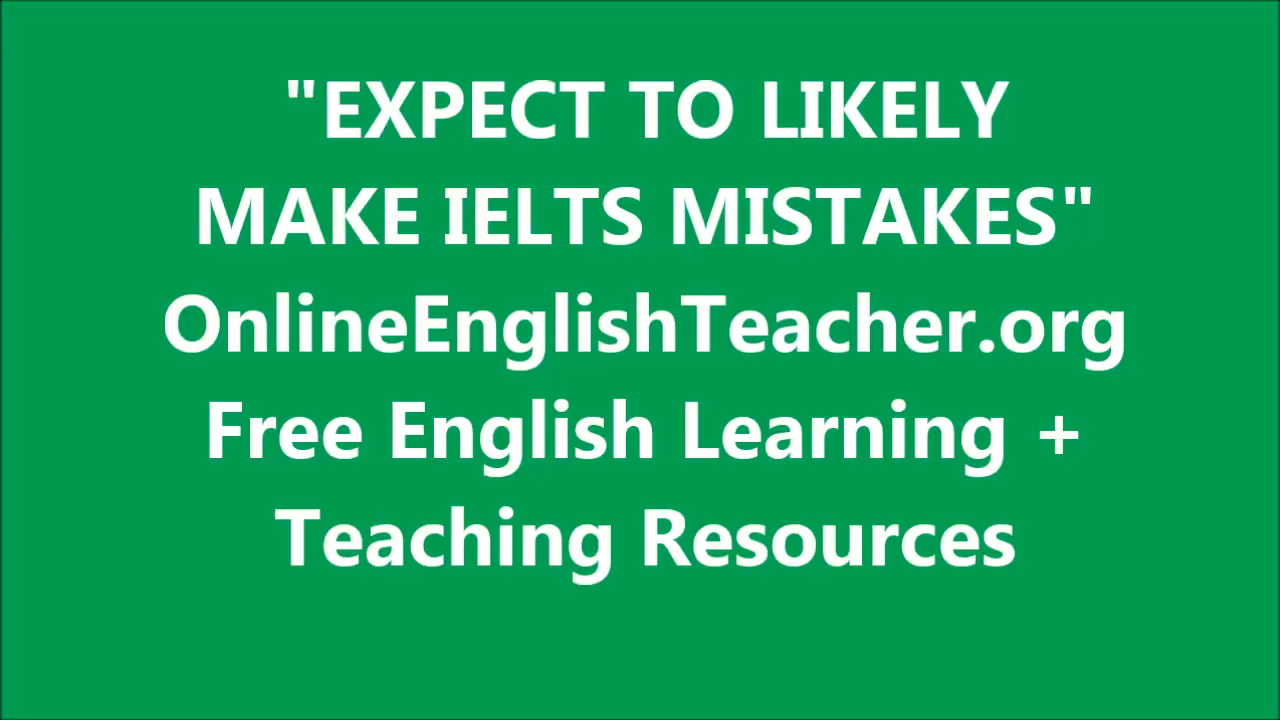 "EXPECT TO LIKELY
MAKE IELTS MISTAKES"
OnlineEnglishTeacher.org
Free English Learning +
Teaching Resources